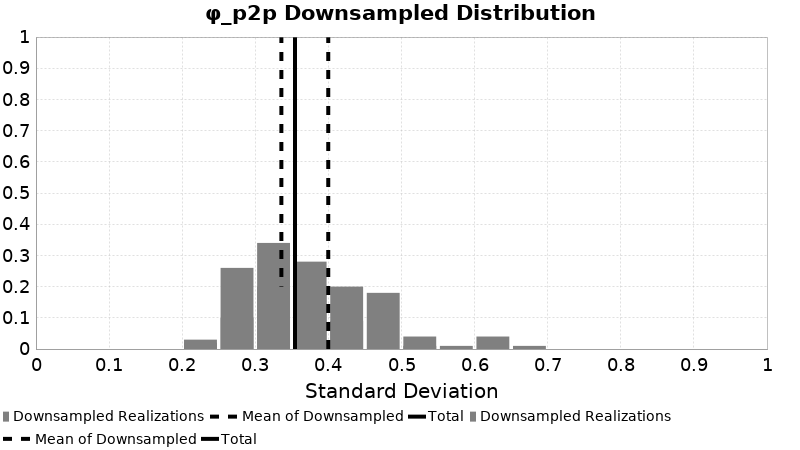 φ_p2p Downsampled Distribution
1
0.9
0.8
0.7
0.6
0.5
0.4
0.3
0.2
0.1
0
0 0.1 0.2 0.3 0.4 0.5 0.6 0.7 0.8 0.9 1
Standard Deviation
Downsampled Realizations Mean of Downsampled Total Downsampled Realizations
Mean of Downsampled Total